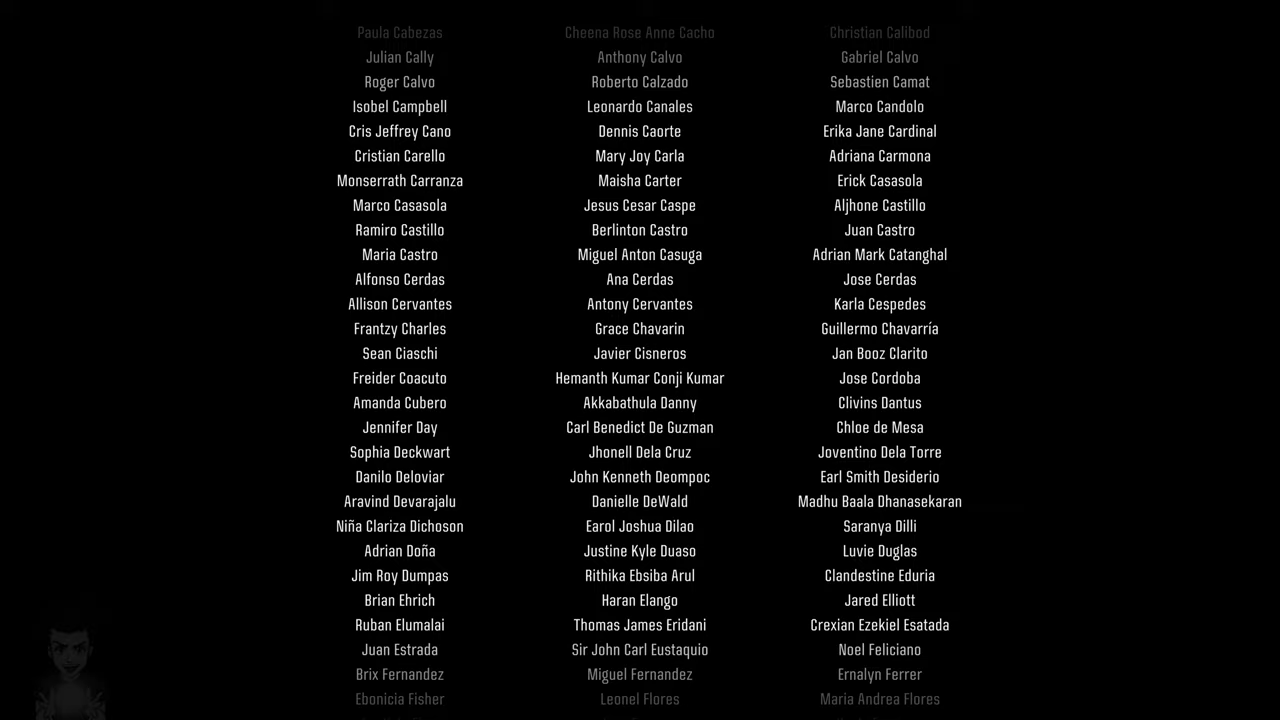 Paula Cabezas Cheena Rose Anne Cacho Christian Calibod
Julian Cally Anthony Calvo Gabriel Calvo
Roger Calvo Roberto Calzado Sebastien Camat
Isobel Campbell Leonardo Canales Marco Candolo
Cris Jeffrey Cano Dennis Caorte Erika Jane Cardinal
Cristian Carello Mary Joy Carla Adriana Carmona
Monserrath Carranza Maisha Carter Erick Casasola
Marco Casasola Jesus Cesar Caspe Aljhone Castillo
Ramiro Castillo Berlinton Castro Juan Castro
Maria Castro Miguel Anton Casuga Adrian Mark Catanghal
Alfonso Cerdas Ana Cerdas Jose Cerdas
Allison Cervantes Antony Cervantes Karla Cespedes
Frantzy Charles Grace Chavarin Guillermo Chavarría
Sean Ciaschi Javier Cisneros Jan Booz Clarito
Freider Coacuto Hemanth Kumar Conji Kumar Jose Cordoba
Amanda Cubero Akkabathula Danny Clivins Dantus
Jennifer Day Carl Benedict De Guzman Chloe de Mesa
Sophia Deckwart Jhonell Dela Cruz Joventino Dela Torre
Danilo Deloviar John Kenneth Deompoc Earl Smith Desiderio
Aravind Devarajalu Danielle DeWald Madhu Baala Dhanasekaran
Niña Clariza Dichoson Earol Joshua Dilao Saranya Dilli
Adrian Doña Justine Kyle Duaso Luvie Duglas
Jim Roy Dumpas Rithika Ebsiba Arul Clandestine Eduria
Brian Ehrich Haran Elango Jared Elliott
Ruban Elumalai Thomas James Eridani Crexian Ezekiel Esatada
Juan Estrada Sir John Carl Eustaquio Noel Feliciano
Brix Fernandez Miguel Fernandez Ernalyn Ferrer
Ebonicia Fisher Leonel Flores Maria Andrea Flores